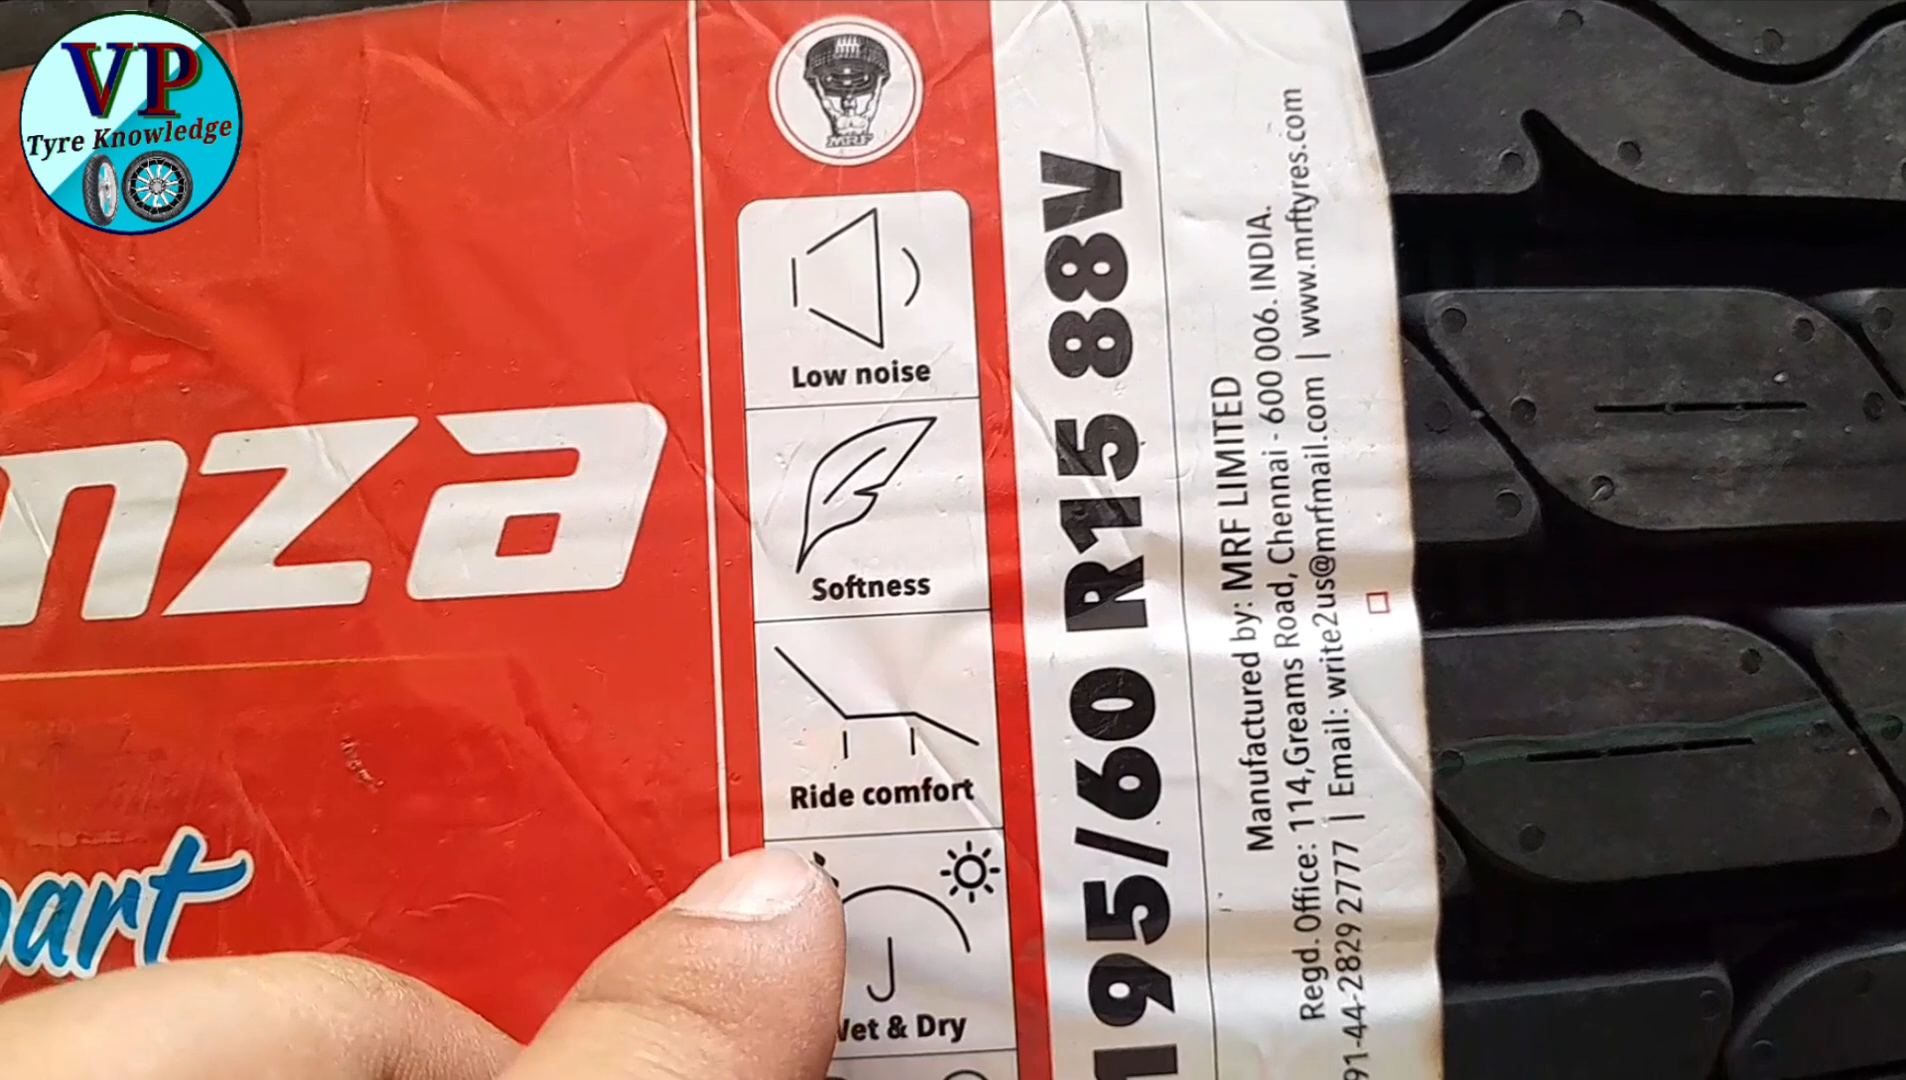 VP
Tyre Knowledge
MRF
Low noise
Softness
Ride comfort
& Dry
195/60 R15 88V
Manufactured by: MRF LIMITED
Regd. Office: 114,Greams Road, Chennai - 600 006. INDIA.
91-44-2829 2777 | Email: write2us@mrfmail.com | www.mrftyres.com
nza
art